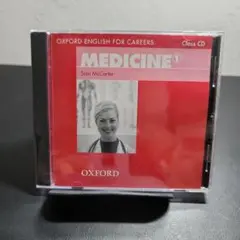 OXFORD ENGLISH FOR CAREERS
Class CD
MEDICINE 1
Sam McCarter
OXFORD